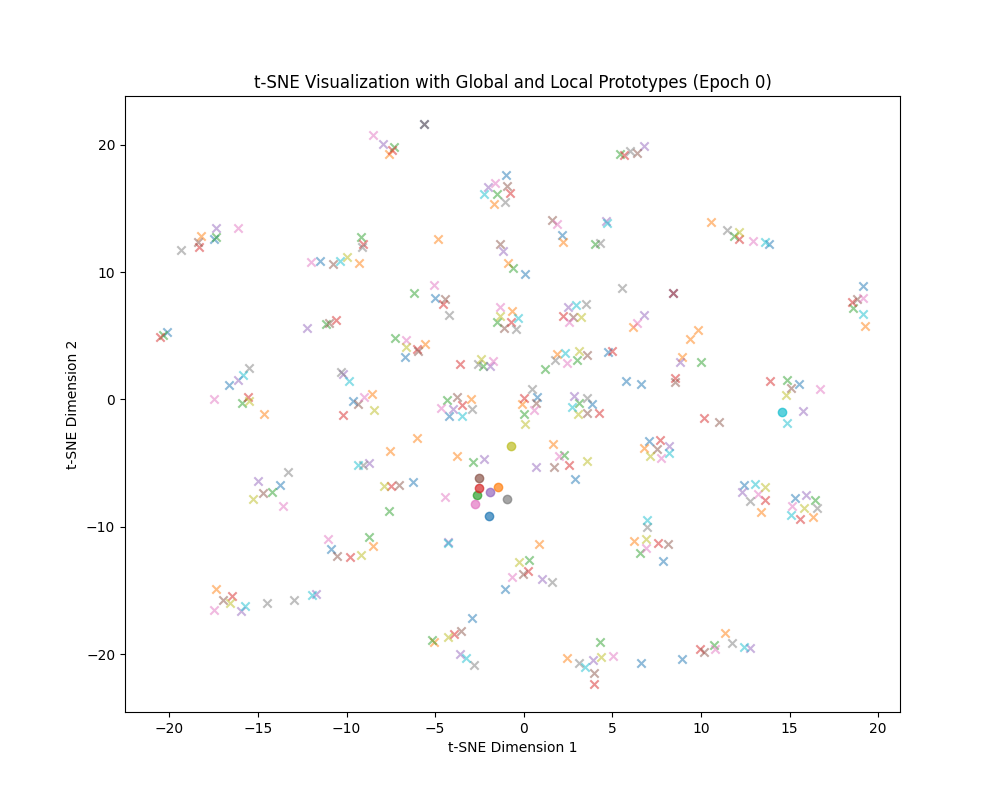 t-SNE Visualization with Global and Local Prototypes (Epoch 0)
20
10
0
−10
−20
t-SNE Dimension 2
−20 −15 −10 −5 0 5 10 15 20
t-SNE Dimension 1